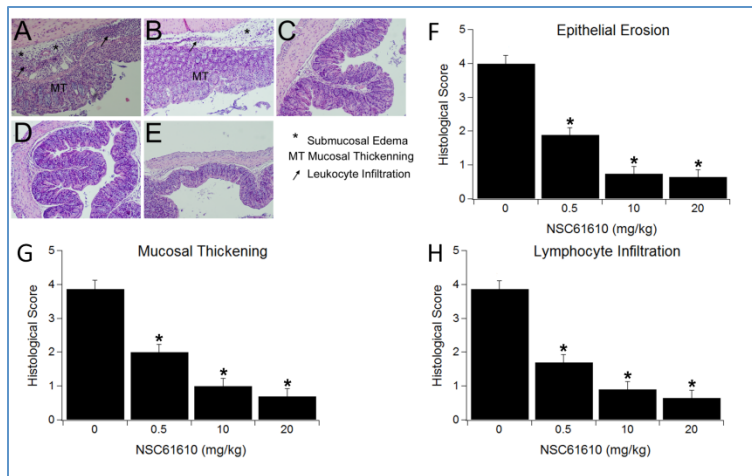 A
B
C
* *
MT
*
MT
D
E
* Submucosal Edema
MT Mucosal Thickenning
Leukocyte Infiltration
F
Epithelial Erosion
Histological Score
5
4
3
2
1
0
* * *
0 0.5 10 20
NSC61610 (mg/kg)
G
Mucosal Thickening
Histological Score
5
4
3
2
1
0
* * *
0 0.5 10 20
NSC61610 (mg/kg)
H
Lymphocyte Infiltration
Histological Score
5
4
3
2
1
0
* * *
0 0.5 10 20
NSC61610 (mg/kg)